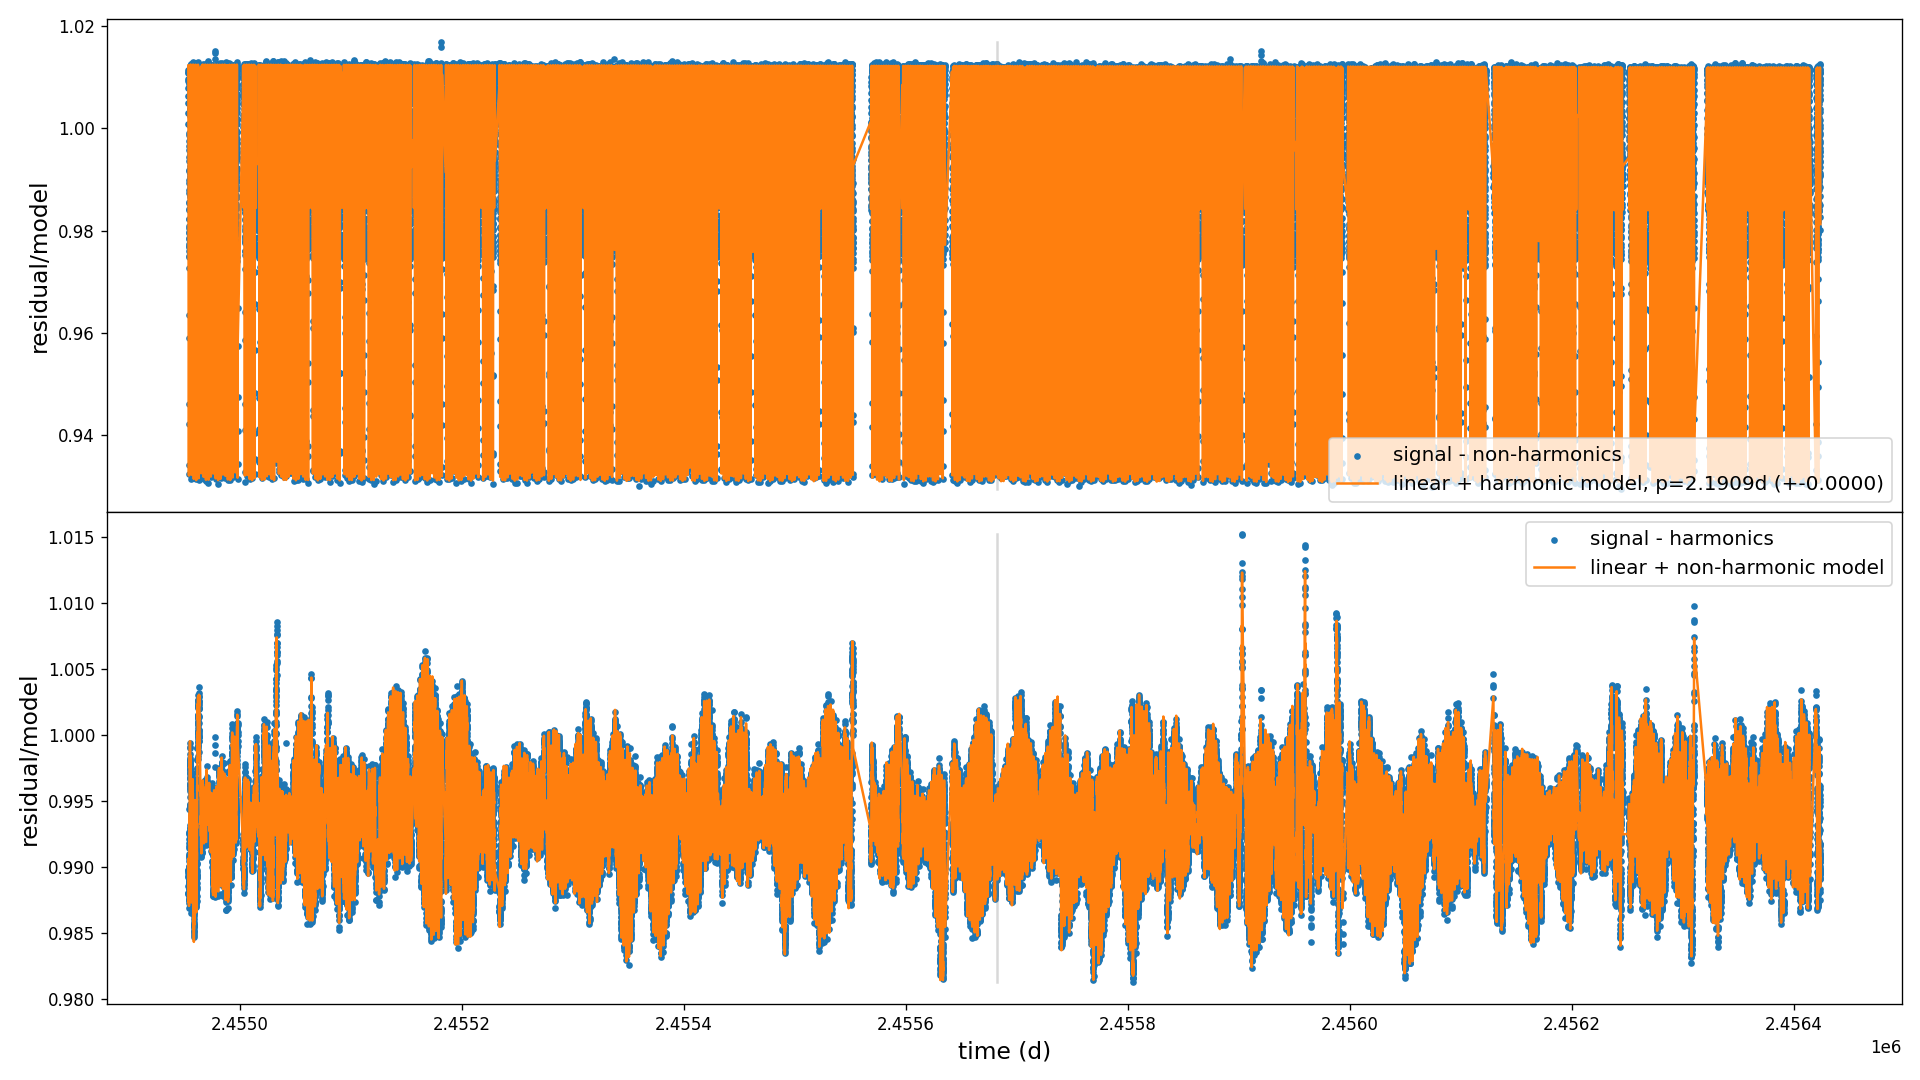 1.02
1.00
0.98
0.96
0.94
residual/model
signal - non-harmonics
linear + harmonic model, p=2.1909d (+-0.0000)
1.015
1.010
1.005
1.000
0.995
0.990
0.985
0.980
residual/model
signal - harmonics
linear + non-harmonic model
2.4550 2.4552 2.4554 2.4556 2.4558 2.4560 2.4562 2.4564
1e6
time (d)